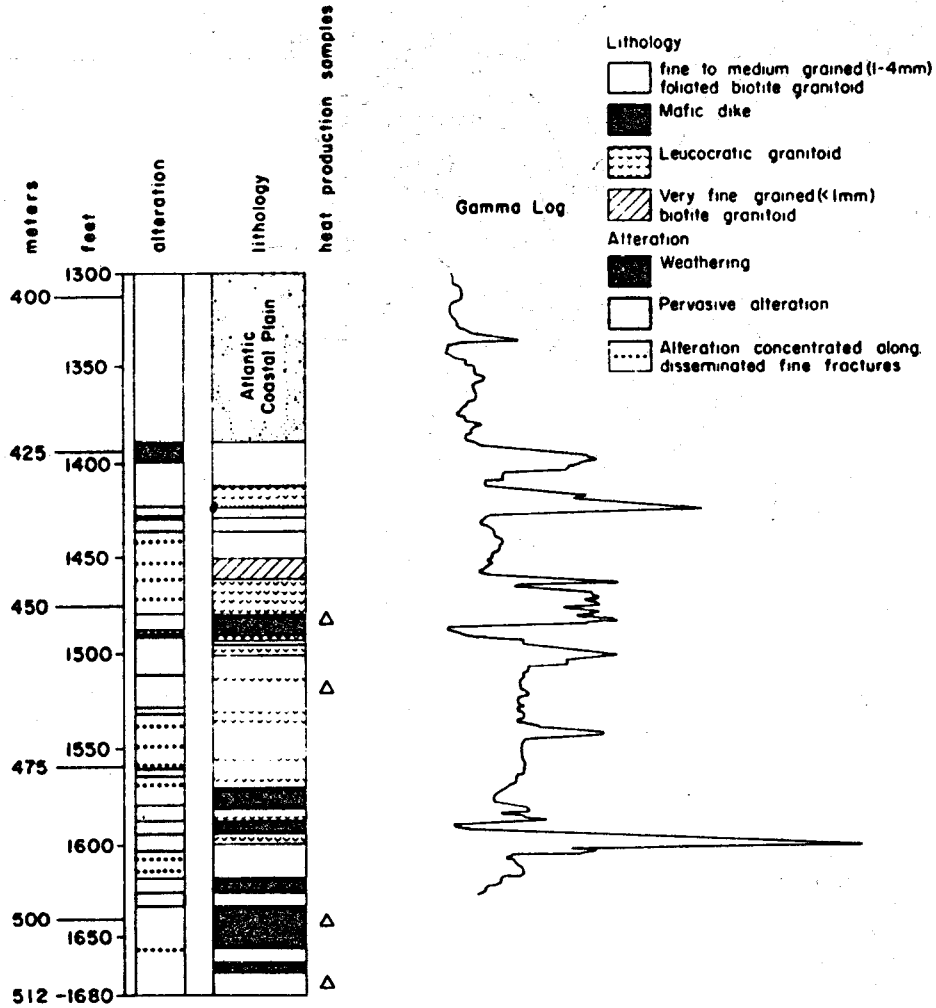 meters
feet
alteration
lithology
heat production samples
Gamma Log
Lithology
fine to medium grained (1-4mm)
foliated biotite granitoid
Mafic dike
Leucocratic granitoid
Very fine grained (<1mm)
biotite granitoid
Alteration
Weathering
Pervasive alteration
Alteration concentrated along
disseminated fine fractures
Atlantic
Coastal Plain
1300
400
1350
425
1400
1450
450
1500
1550
475
1600
500
1650
512 -1680